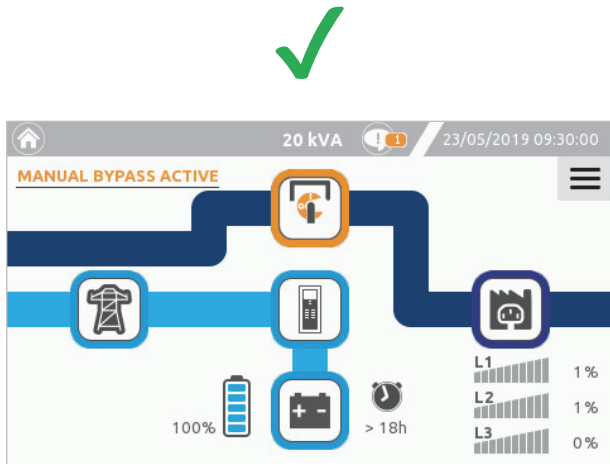 20 kVA
1
23/05/2019 09:30:00
MANUAL BYPASS ACTIVE
100%
> 18h
L1 1%
L2 1%
L3 0%